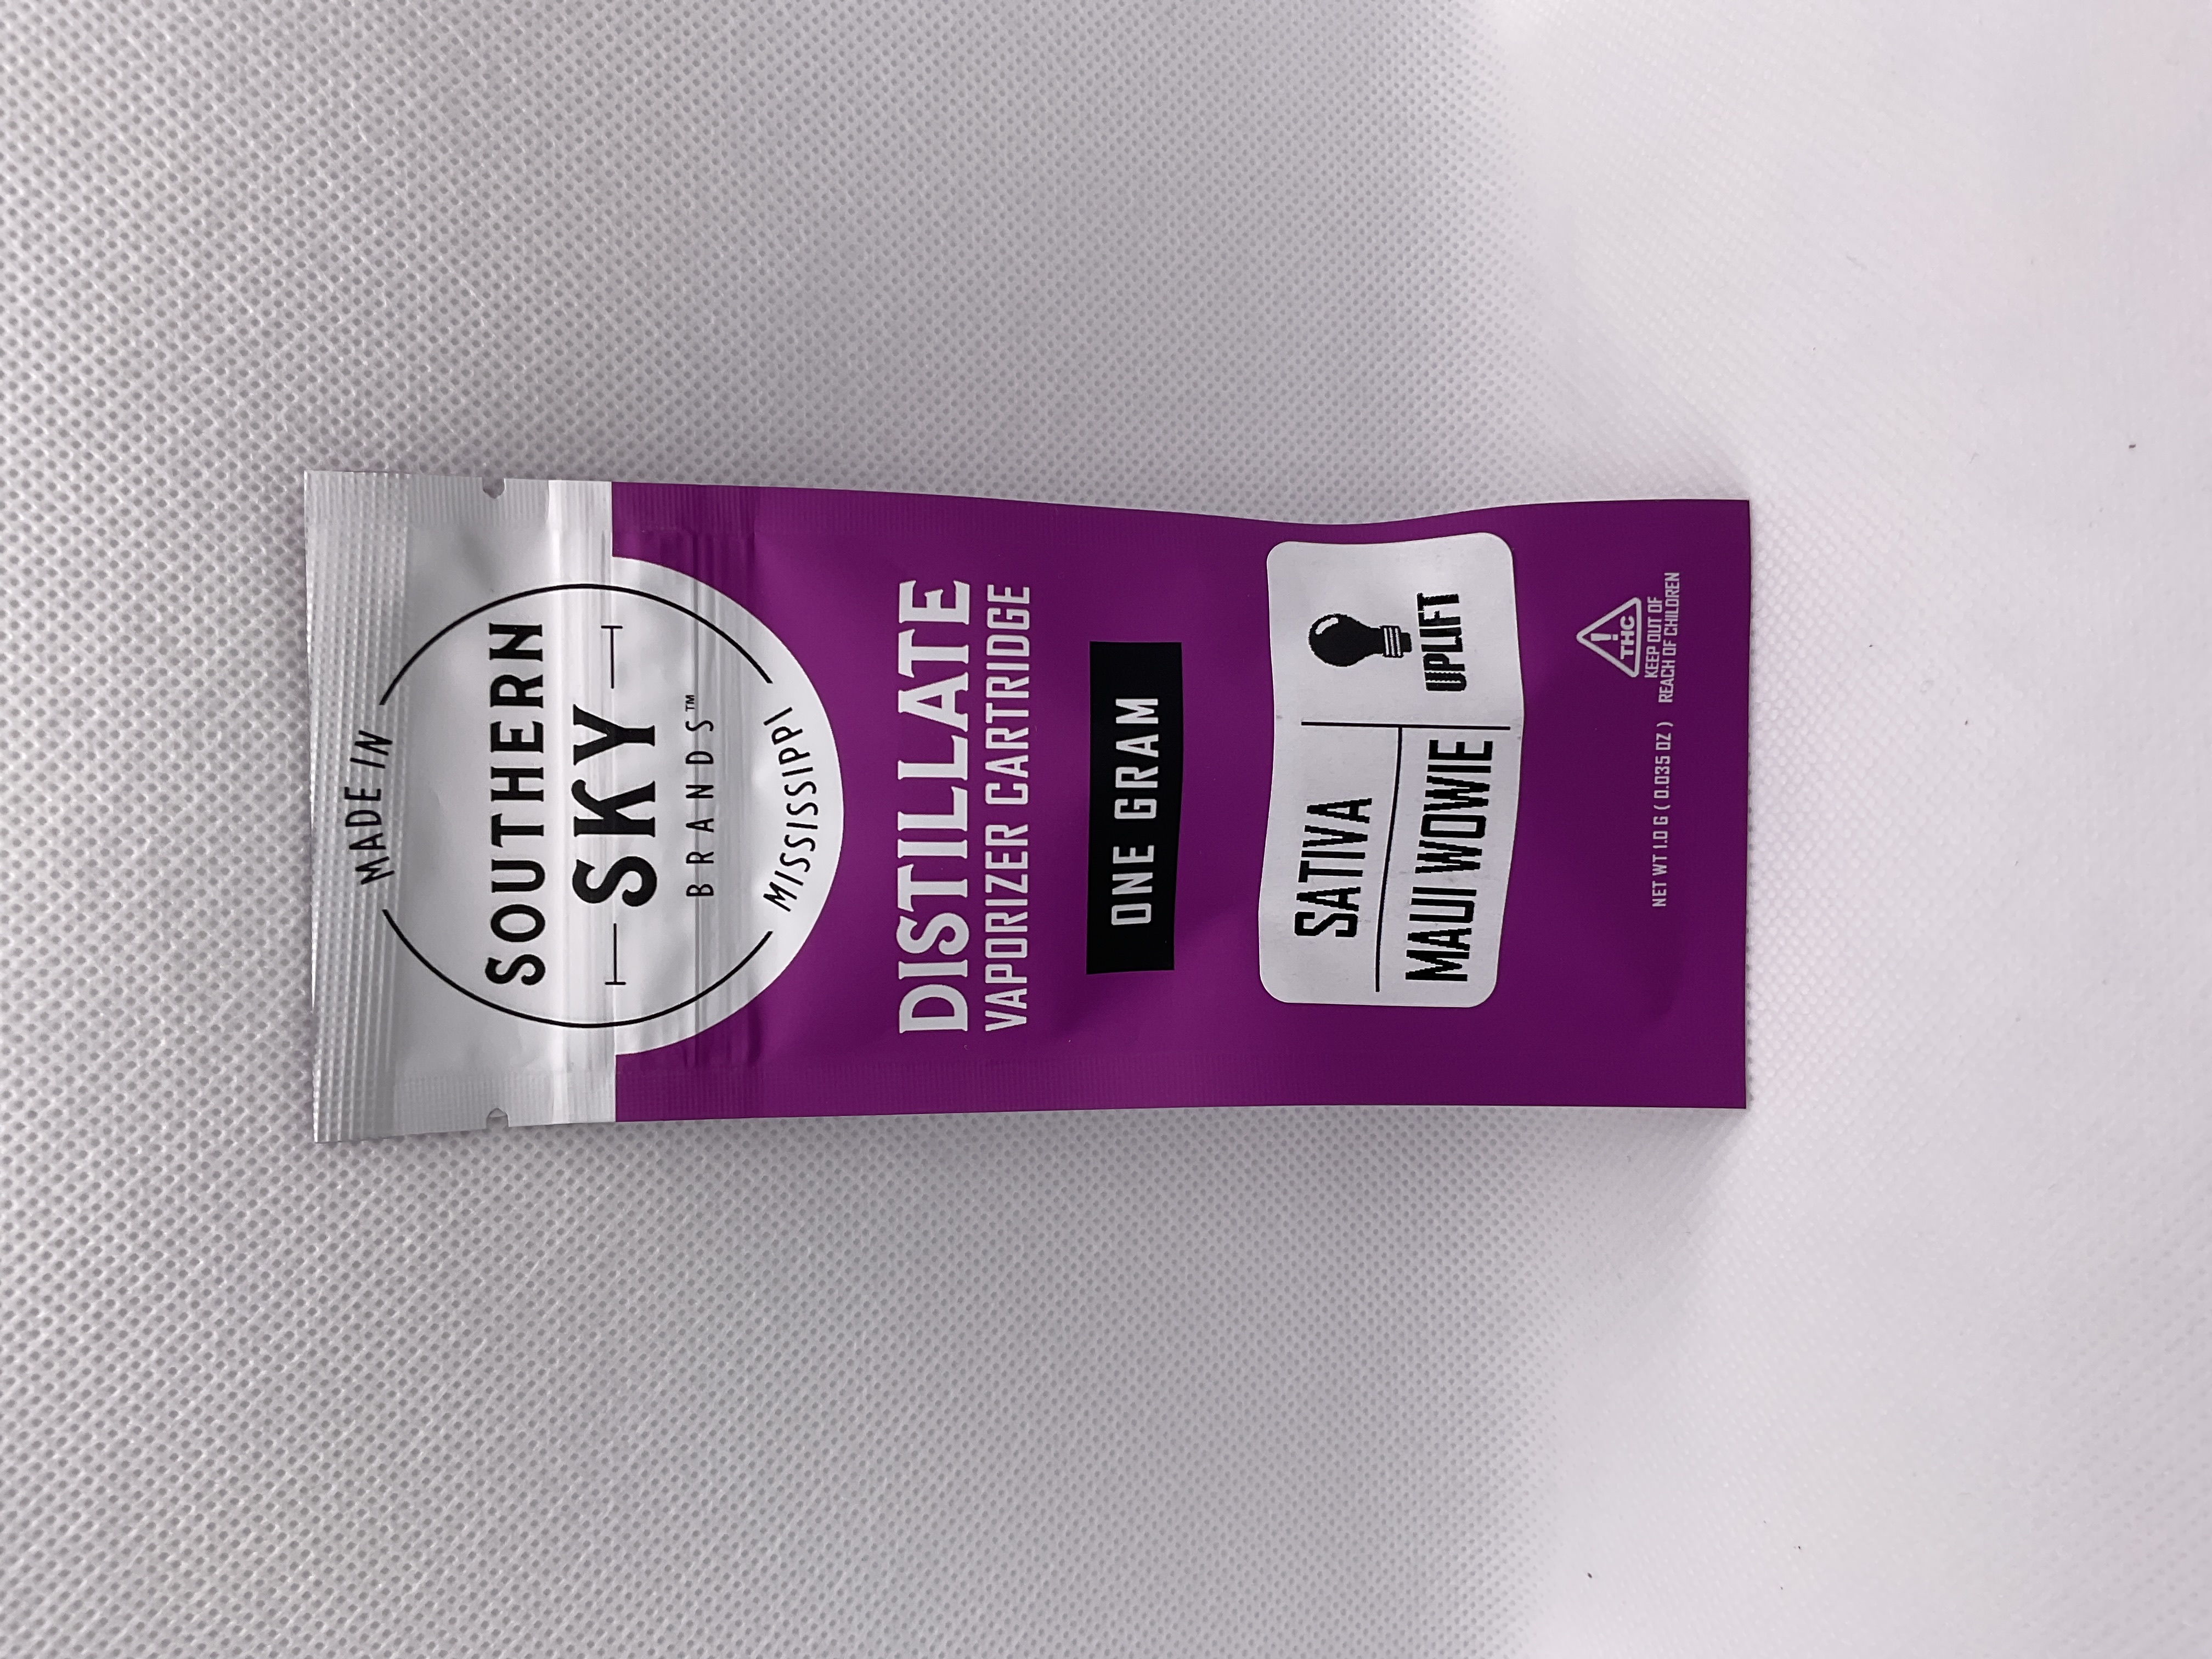 MADE IN
SOUTHERN
SKY
BRANDS™
MISSISSIPPI
DISTILLATE
VAPORIZER CARTRIDGE
ONE GRAM
SATIVA
MAUI WOWIE
UPLIFT
!
THC
KEEP OUT OF
REACH OF CHILDREN
NET WT 1.0 G ( 0.035 OZ )